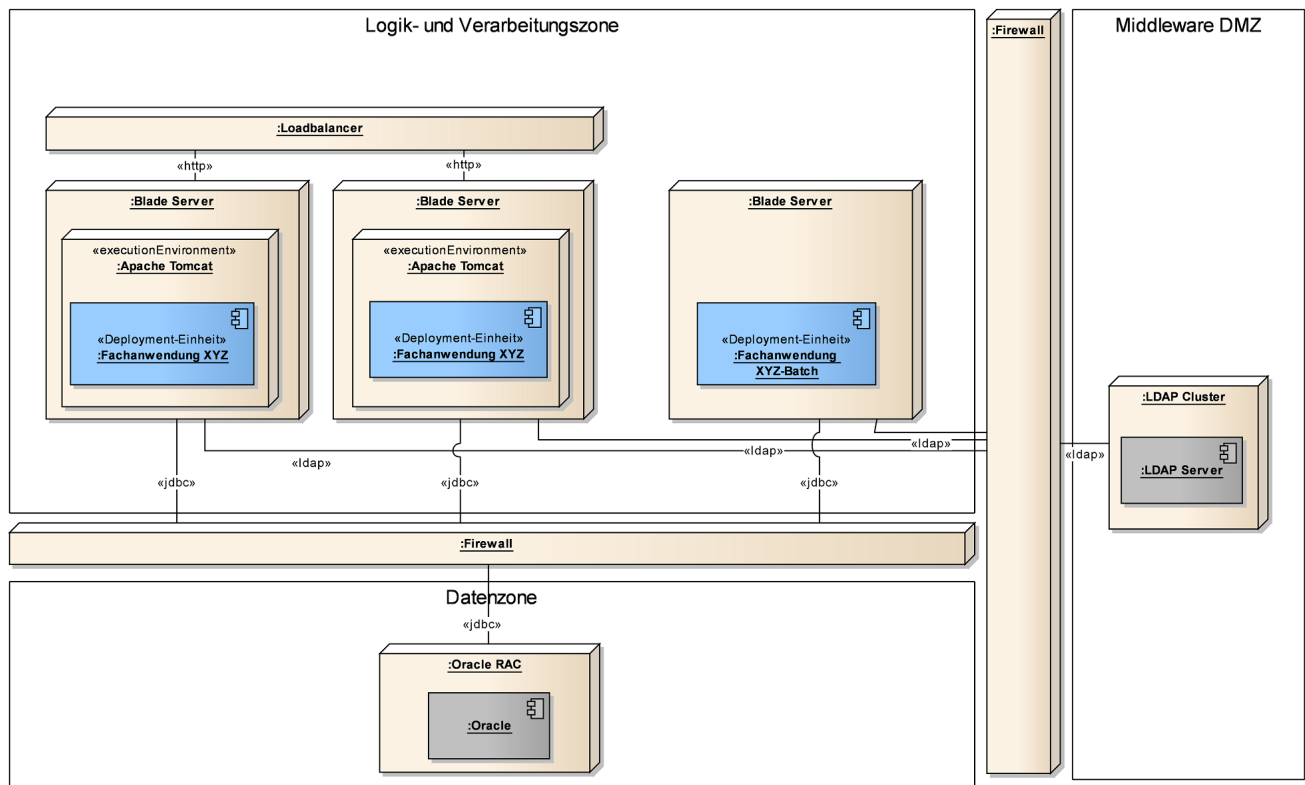 Logik- und Verarbeitungszone
:Firewall
Middleware DMZ
:Loadbalancer
«http»
«http»
:Blade Server
:Blade Server
:Blade Server
«executionEnvironment»
:Apache Tomcat
«executionEnvironment»
:Apache Tomcat
«Deployment-Einheit»
:Fachanwendung XYZ
«Deployment-Einheit»
:Fachanwendung XYZ
«Deployment-Einheit»
:Fachanwendung
XYZ-Batch
:LDAP Cluster
:LDAP Server
«ldap»
«ldap»
«ldap»
«ldap»
«jdbc»
«jdbc»
«jdbc»
:Firewall
Datenzone
«jdbc»
:Oracle RAC
:Oracle